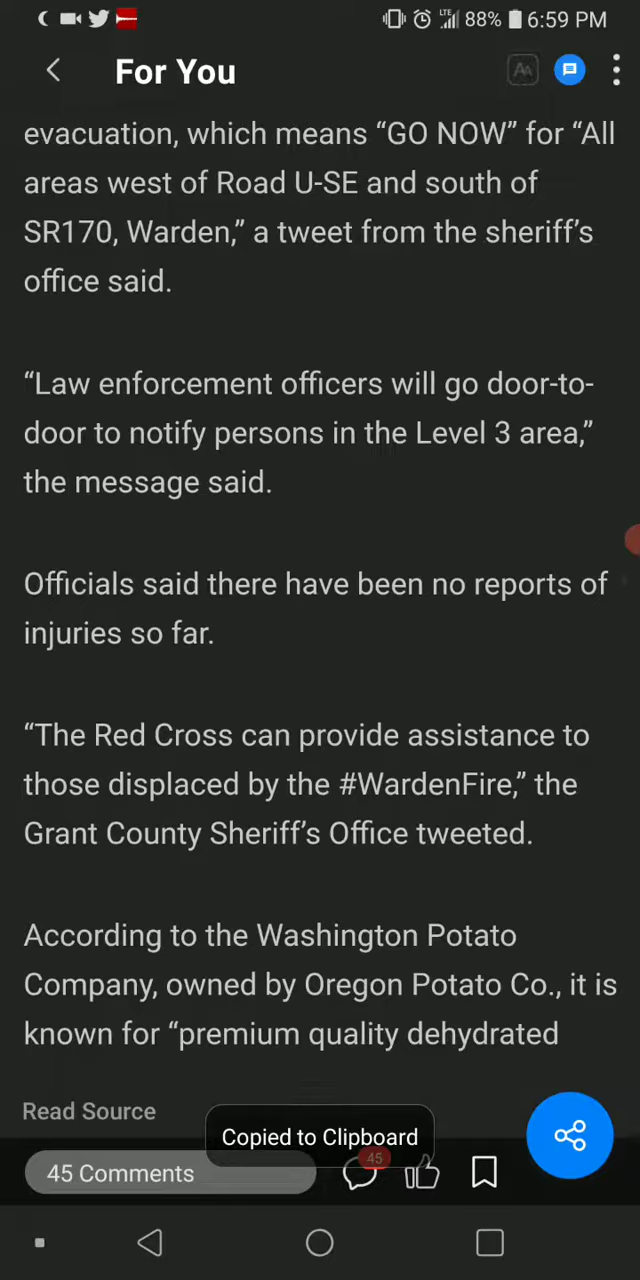 LTE 88% 6:59 PM
For You
AA
evacuation, which means “GO NOW” for “All
areas west of Road U-SE and south of
SR170, Warden,” a tweet from the sheriff’s
office said.
“Law enforcement officers will go door-to-
door to notify persons in the Level 3 area,”
the message said.
Officials said there have been no reports of
injuries so far.
“The Red Cross can provide assistance to
those displaced by the #WardenFire,” the
Grant County Sheriff’s Office tweeted.
According to the Washington Potato
Company, owned by Oregon Potato Co., it is
known for “premium quality dehydrated
Read Source
Copied to Clipboard
45 Comments
45